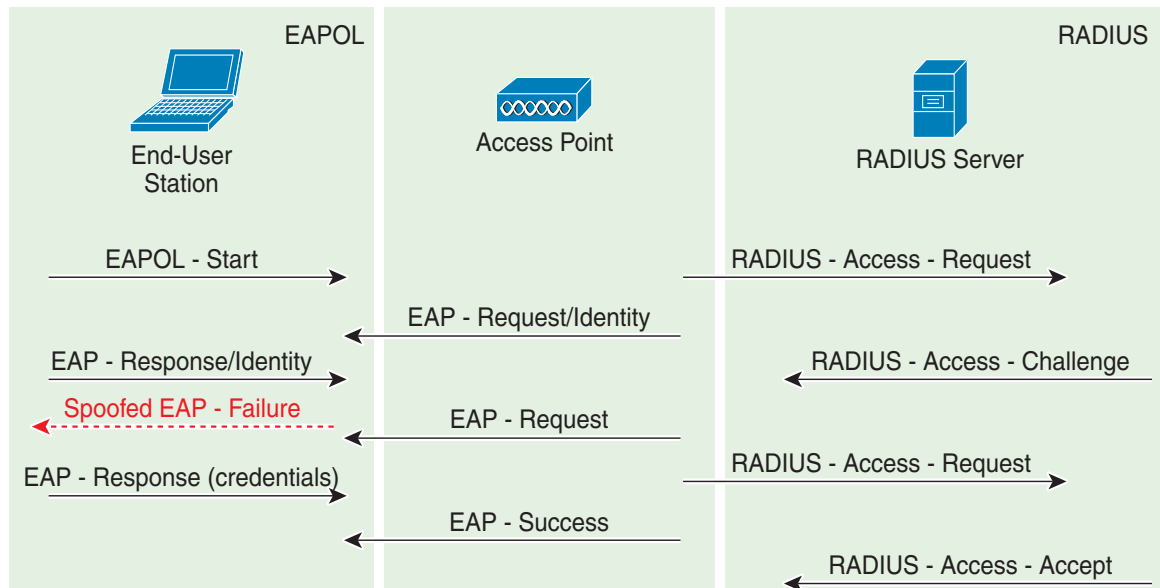 EAPOL
RADIUS
End-User
Station
Access Point
RADIUS Server
EAPOL - Start
RADIUS - Access - Request
EAP - Request/Identity
EAP - Response/Identity
RADIUS - Access - Challenge
Spoofed EAP - Failure
EAP - Request
RADIUS - Access - Request
EAP - Response (credentials)
EAP - Success
RADIUS - Access - Accept